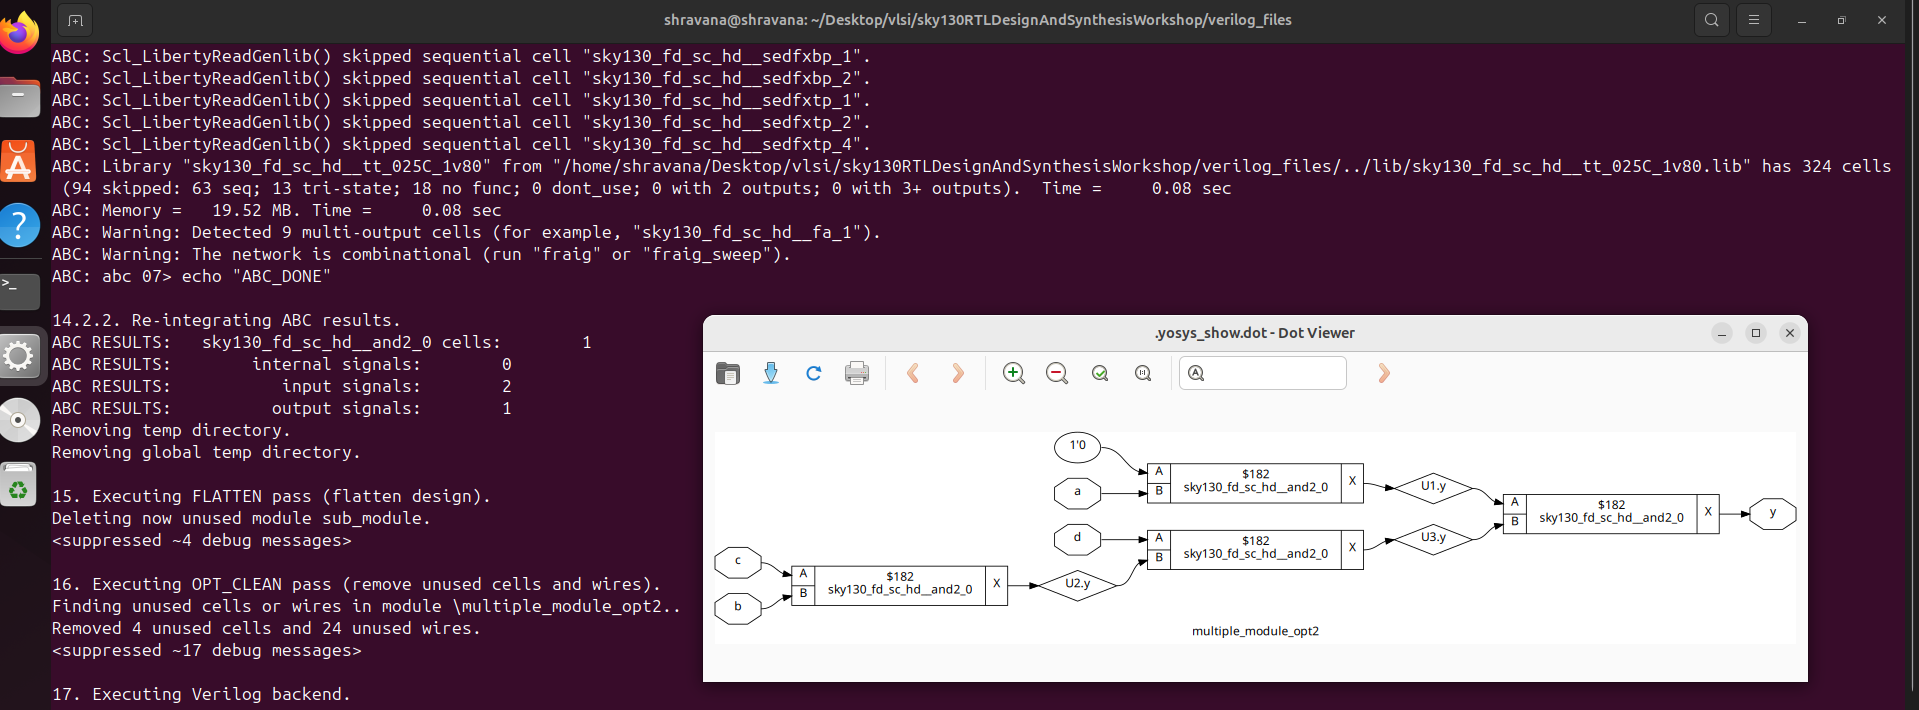 shravana@shravana: ~/Desktop/vlsi/sky130RTLDesignAndSynthesisWorkshop/verilog_files
ABC: Scl_LibertyReadGenlib() skipped sequential cell "sky130_fd_sc_hd__sedfxbp_1".
ABC: Scl_LibertyReadGenlib() skipped sequential cell "sky130_fd_sc_hd__sedfxbp_2".
ABC: Scl_LibertyReadGenlib() skipped sequential cell "sky130_fd_sc_hd__sedfxtp_1".
ABC: Scl_LibertyReadGenlib() skipped sequential cell "sky130_fd_sc_hd__sedfxtp_2".
ABC: Scl_LibertyReadGenlib() skipped sequential cell "sky130_fd_sc_hd__sedfxtp_4".
ABC: Library "sky130_fd_sc_hd__tt_025C_1v80" from "/home/shravana/Desktop/vlsi/sky130RTLDesignAndSynthesisWorkshop/verilog_files/../lib/sky130_fd_sc_hd__tt_025C_1v80.lib" has 324 cells
(94 skipped: 63 seq; 13 tri-state; 18 no func; 0 dont_use; 0 with 2 outputs; 0 with 3+ outputs).  Time =     0.08 sec
ABC: Memory =   19.52 MB. Time =     0.08 sec
ABC: Warning: Detected 9 multi-output cells (for example, "sky130_fd_sc_hd__fa_1").
ABC: Warning: The network is combinational (run "fraig" or "fraig_sweep").
ABC: abc 07> echo "ABC_DONE"
14.2.2. Re-integrating ABC results.
ABC RESULTS:   sky130_fd_sc_hd__and2_0 cells:        1
ABC RESULTS:        internal signals:        0
ABC RESULTS:           input signals:        2
ABC RESULTS:          output signals:        1
Removing temp directory.
Removing global temp directory.
15. Executing FLATTEN pass (flatten design).
Deleting now unused module sub_module.
<suppressed ~4 debug messages>
16. Executing OPT_CLEAN pass (remove unused cells and wires).
Finding unused cells or wires in module \multiple_module_opt2..
Removed 4 unused cells and 24 unused wires.
<suppressed ~17 debug messages>
17. Executing Verilog backend.
.yosys_show.dot - Dot Viewer
1'0
a
A
B
$182
sky130_fd_sc_hd__and2_0
X
U1.y
d
A
B
$182
sky130_fd_sc_hd__and2_0
X
U3.y
A
B
$182
sky130_fd_sc_hd__and2_0
X
y
c
b
A
B
$182
sky130_fd_sc_hd__and2_0
X
U2.y
multiple_module_opt2